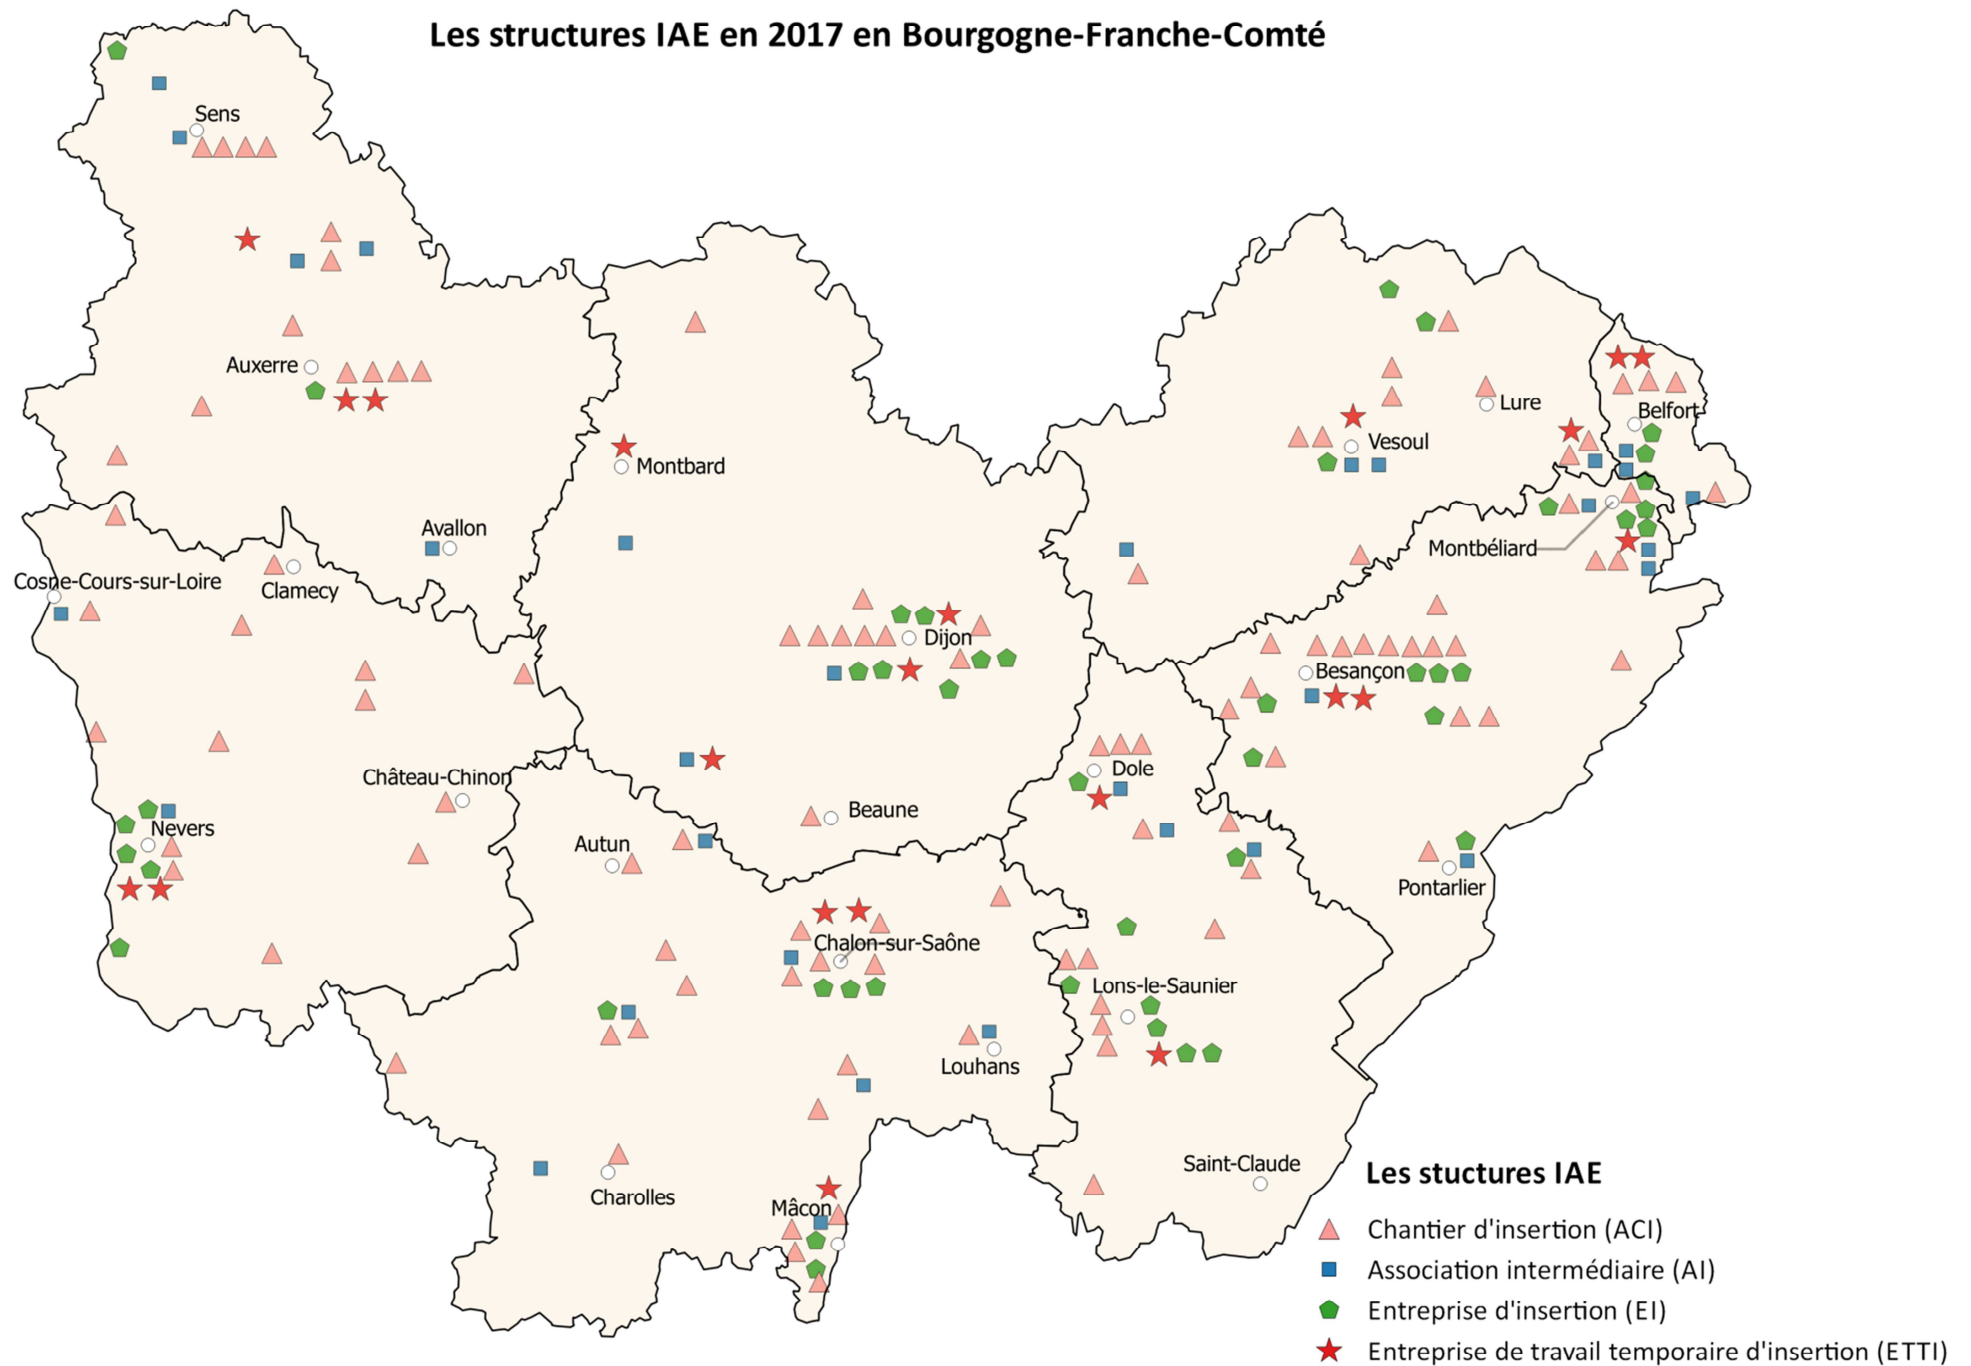 Les structures IAE en 2017 en Bourgogne-Franche-Comté
Sens
Auxerre
Lure
Belfort
Vesoul
Montbard
Avallon
Montbéliard
Cosne-Cours-sur-Loire
Clamecy
Dijon
Besançon
Dole
Château-Chinon
Beaune
Nevers
Autun
Pontarlier
Chalon-sur-Saône
Lons-le-Saunier
Louhans
Saint-Claude
Charolles
Mâcon
Les stuctures IAE
Chantier d'insertion (ACI)
Association intermédiaire (AI)
Entreprise d'insertion (EI)
Entreprise de travail temporaire d'insertion (ETTI)